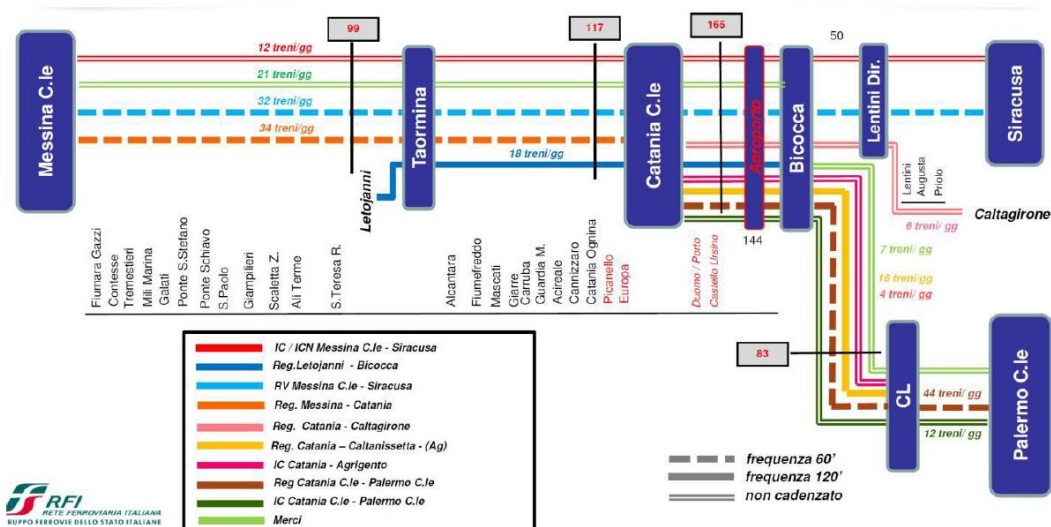 99
117
165
50
12 treni/gg
21 treni/gg
32 treni/gg
34 treni/gg
18 treni/gg
Messina C.le
Letojanni
Taormina
Catania C.le
Aeroporto
Bicocca
Lentini Dir.
Siracusa
Lentini
Augusta
Priolo
Caltagirone
6 treni/ gg
7 treni/gg
16 treni/gg
4 treni/ gg
144
Fiumara Gazzi
Contesse
Tremestieri
Mili Marina
Galati
Ponte S.Stefano
Ponte Schiavo
S.Paolo
Giampilieri
Scaletta Z.
Alì Terme
S.Teresa R.
Alcantara
Fiumefreddo
Mascati
Giarre
Carruba
Guardia M.
Acireale
Cannizzaro
Catania Ognina
Picanello
Europa
Duomo / Porto
Castello Ursino
83
CL
44 treni/gg
12 treni/ gg
Palermo C.le
IC / ICN Messina C.le - Siracusa
Reg.Letojanni - Bicocca
RV Messina C.le - Siracusa
Reg. Messina - Catania
Reg. Catania - Caltagirone
Reg. Catania – Caltanissetta - (Ag)
IC Catania - Agrigento
Reg Catania C.le - Palermo C.le
IC Catania C.le - Palermo C.le
Merci
frequenza 60'
frequenza 120'
non cadenzato
RFI
RETE FERROVIARIA ITALIANA
RUPPO FERROVIE DELLO STATO ITALIANE